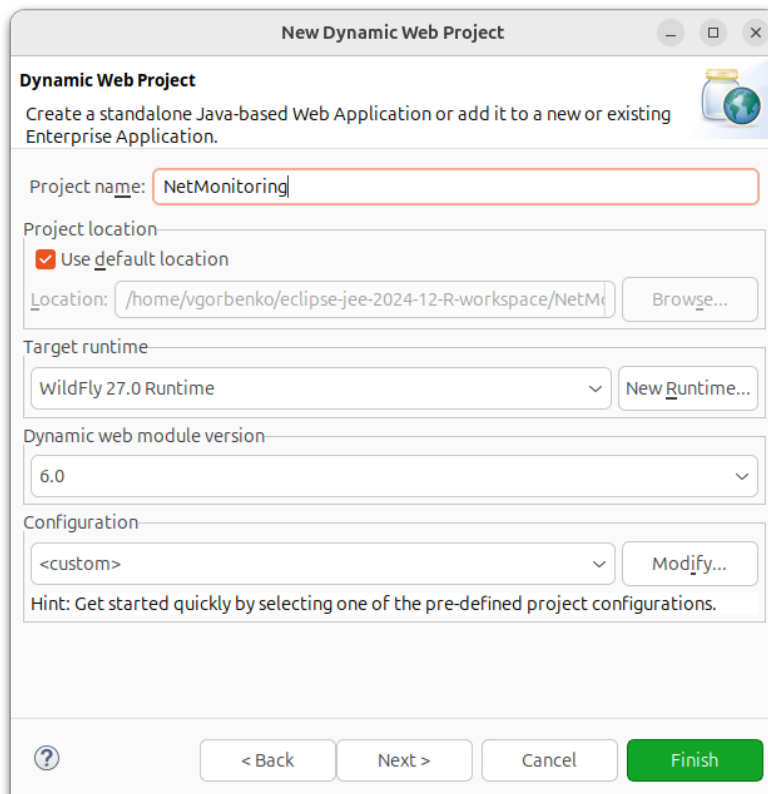 New Dynamic Web Project
Dynamic Web Project
Create a standalone Java-based Web Application or add it to a new or existing
Enterprise Application.
Project name: NetMonitoring
Project location
Use default location
Location: /home/vgorbenko/eclipse-jee-2024-12-R-workspace/NetMo Browse...
Target runtime
WildFly 27.0 Runtime New Runtime...
Dynamic web module version
6.0
Configuration
<custom> Modify...
Hint: Get started quickly by selecting one of the pre-defined project configurations.
? < Back Next > Cancel Finish